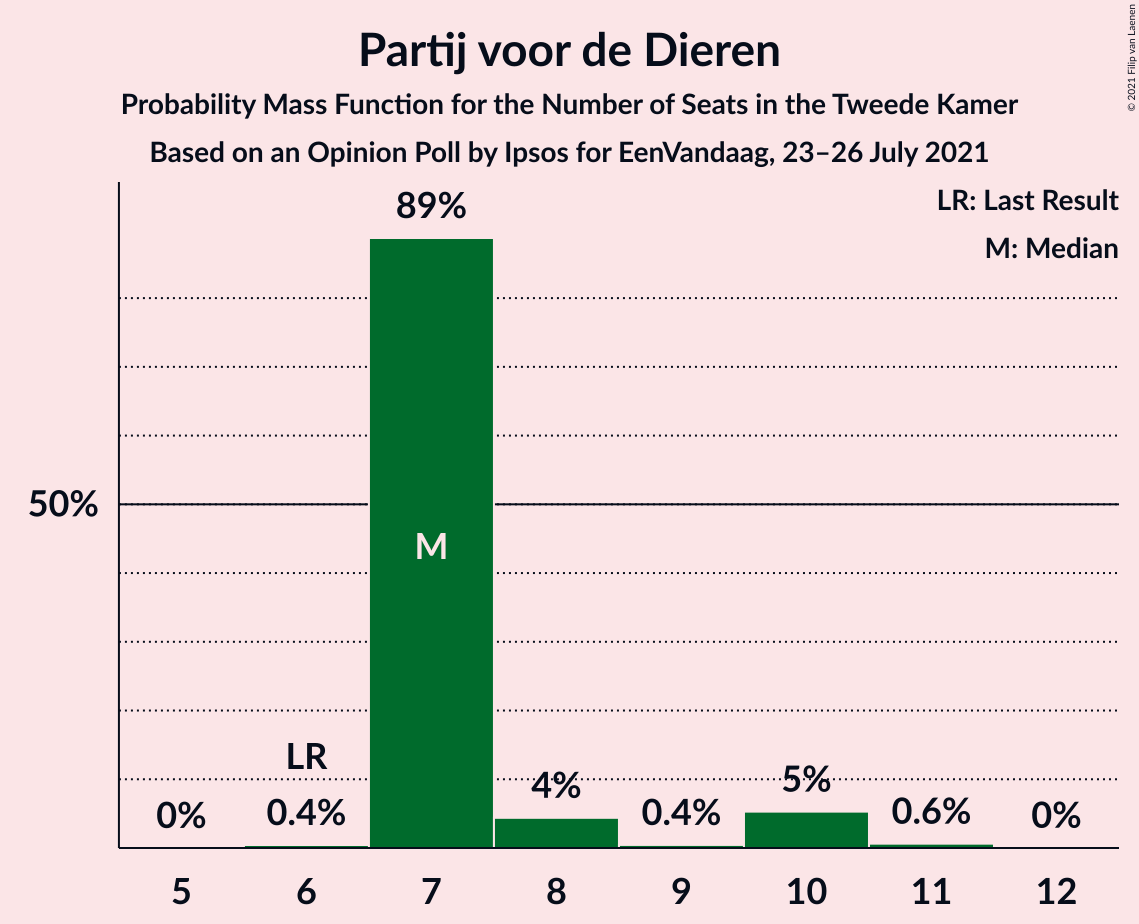 Partij voor de Dieren
Probability Mass Function for the Number of Seats in the Tweede Kamer
Based on an Opinion Poll by Ipsos for EenVandaag, 23–26 July 2021
© 2021 Filip van Laenen
LR: Last Result
M: Median
89%
50%
M
LR
0% 0.4% 4% 0.4% 5% 0.6% 0%
5 6 7 8 9 10 11 12